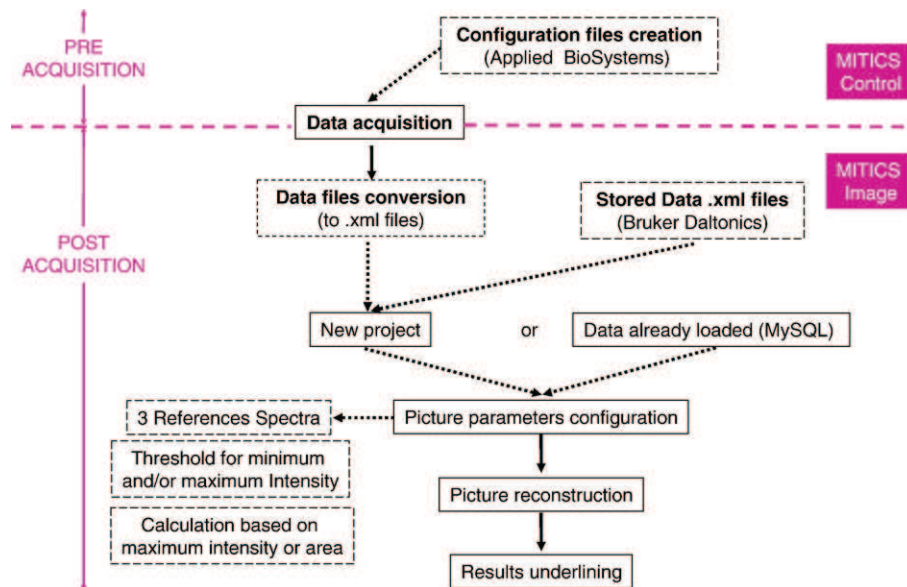 PRE
ACQUISITION
Configuration files creation
(Applied BioSystems)
MITICS
Control
Data acquisition
MITICS
Image
Data files conversion
(to .xml files)
Stored Data .xml files
(Bruker Daltonics)
POST
ACQUISITION
New project
or
Data already loaded (MySQL)
3 References Spectra
Picture parameters configuration
Threshold for minimum
and/or maximum Intensity
Picture reconstruction
Calculation based on
maximum intensity or area
Results underlining